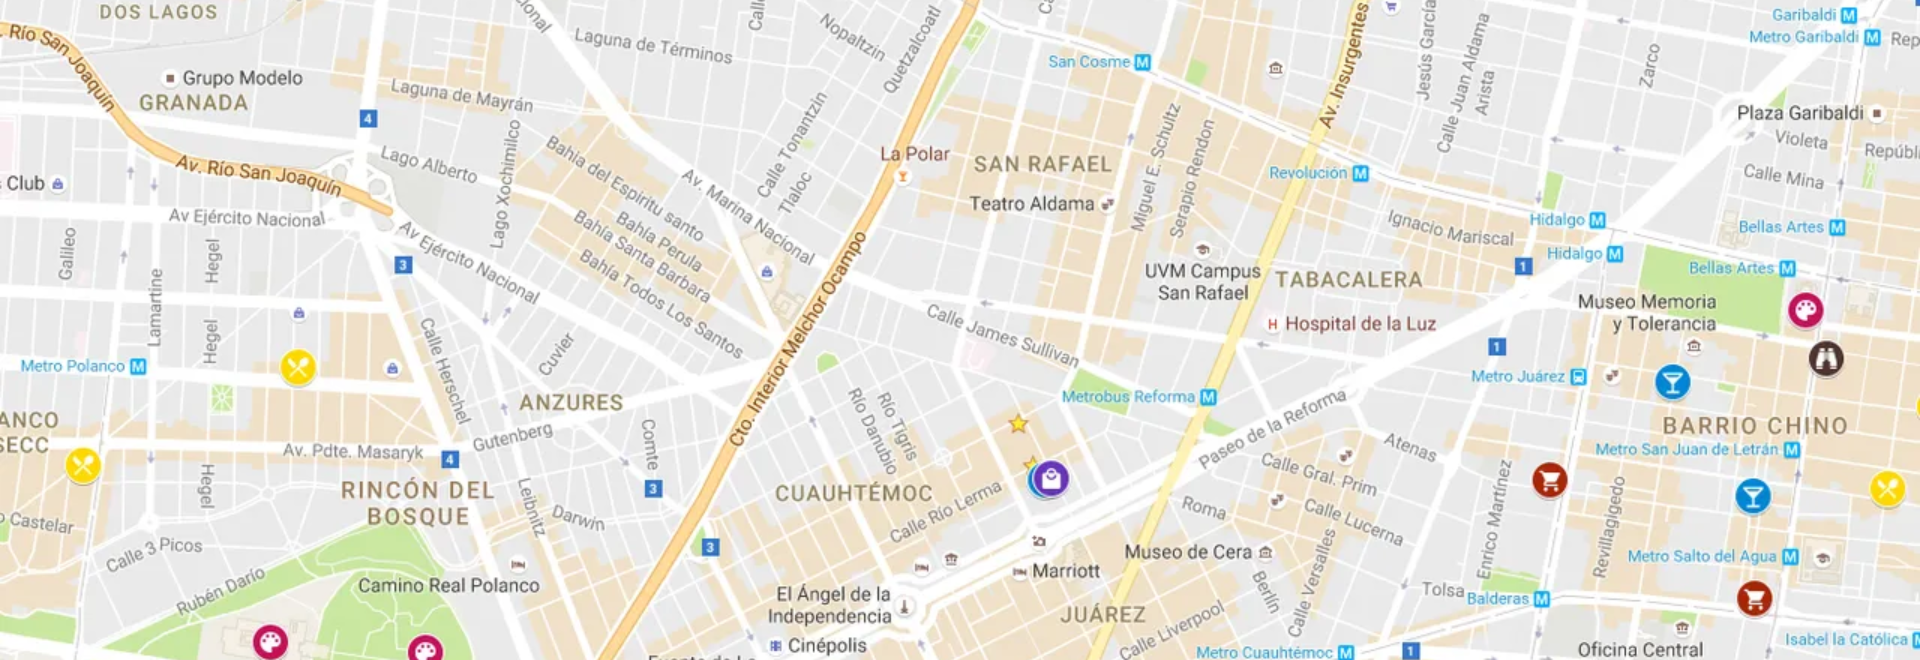 DOS LAGOS
Río San Joaquín
Grupo Modelo
GRANADA
4
Laguna de Términos
Nopaltzin
Quetzalcoatl
Laguna de Mayrán
Av. Río San Joaquín
Lago Alberto
Lago Xochimilco
Bahía del Espiritu santo
Bahía Perula
Bahía Santa Barbara
Bahía Todos Los Santos
Av. Marina Nacional
Calle Tonantzin
Tlaloc
La Polar
Cto. Interior Melchor Ocampo
Club
Av Ejército Nacional
Av Ejército Nacional
Galileo
Hegel
Lamartine
Hegel
Hegel
3
Metro Polanco M
Calle Herschel
Cuvier
ANZURES
Gutenberg
Av. Pdte. Masaryk
4
Comte
3
RINCÓN DEL
BOSQUE
Leibnitz
Darwin
Castelar
Calle 3 Picos
Rubén Darío
Camino Real Polanco
3
San Cosme M
SAN RAFAEL
Teatro Aldama
Miguel E. Schultz
Serapio Rendon
UVM Campus
San Rafael
Av. Insurgentes
Revolución M
TABACALERA
H Hospital de la Luz
Calle James Sullivan
Metrobus Reforma M
Río Tigris
Río Danubio
CUAUHTÉMOC
Calle Río Lerma
Paseo de la Reforma
El Ángel de la
Independencia
Cinépolis
Marriott
Museo de Cera
JUÁREZ
Calle Liverpool
Roma
Calle Gral. Prim
Calle Lucerna
Berlín
Calle Versalles
Atenas
Metro Cuauhtémoc M
1
Jesús García
Calle Juan Aldama
Arista
Zarco
Garibaldi M
Metro Garibaldi M
Rep
Plaza Garibaldi
Violeta
Repúbli
Calle Mina
Ignacio Mariscal
Hidalgo M
Hidalgo M
Bellas Artes M
Bellas Artes M
1
Museo Memoria
y Tolerancia
1
Metro Juárez
BARRIO CHINO
Metro San Juan de Letrán M
Enrico Martínez
Revillagigedo
Metro Salto del Agua M
Tolsa
Balderas M
Oficina Central
Isabel la Católica